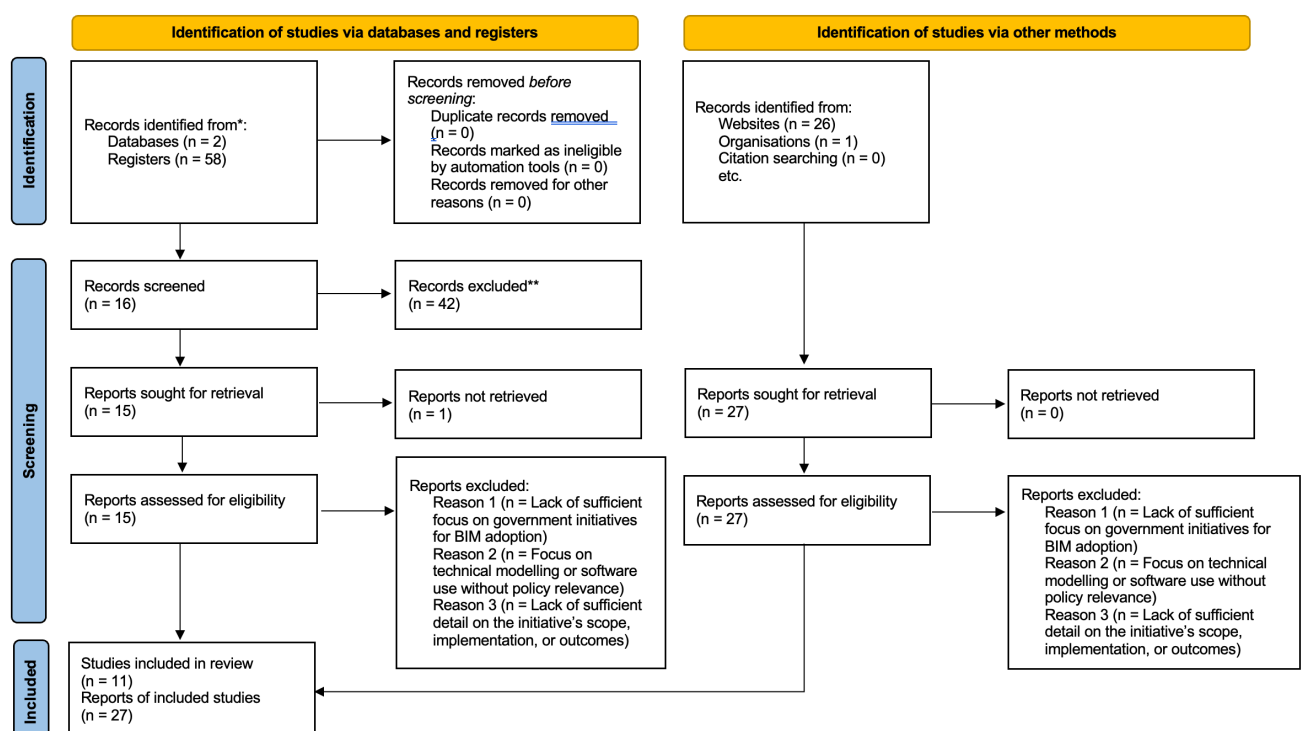 Identification of studies via databases and registers
Identification of studies via other methods
Identification
Records identified from*:
Databases (n = 2)
Registers (n = 58)
Records removed before
screening:
Duplicate records removed
(n = 0)
Records marked as ineligible
by automation tools (n = 0)
Records removed for other
reasons (n = 0)
Records identified from:
Websites (n = 26)
Organisations (n = 1)
Citation searching (n = 0)
etc.
Screening
Records screened
(n = 16)
Records excluded**
(n = 42)
Reports sought for retrieval
(n = 15)
Reports not retrieved
(n = 1)
Reports sought for retrieval
(n = 27)
Reports not retrieved
(n = 0)
Reports assessed for eligibility
(n = 15)
Reports excluded:
Reason 1 (n = Lack of sufficient
focus on government initiatives
for BIM adoption)
Reason 2 (n = Focus on
technical modelling or software
use without policy relevance)
Reason 3 (n = Lack of sufficient
detail on the initiative's scope,
implementation, or outcomes)
Reports assessed for eligibility
(n = 27)
Reports excluded:
Reason 1 (n = Lack of sufficient
focus on government initiatives for
BIM adoption)
Reason 2 (n = Focus on technical
modelling or software use without
policy relevance)
Reason 3 (n = Lack of sufficient
detail on the initiative's scope,
implementation, or outcomes)
Included
Studies included in review
(n = 11)
Reports of included studies
(n = 27)